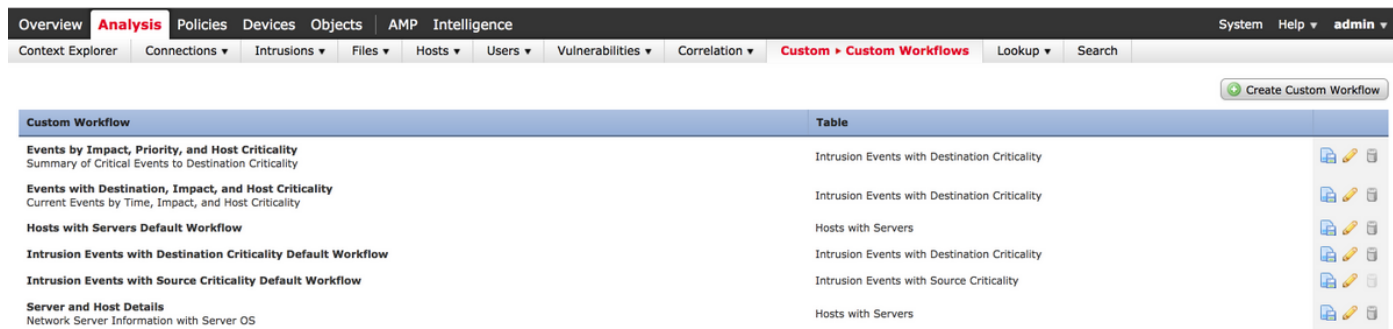 Overview Analysis Policies Devices Objects AMP Intelligence System Help ▾ admin ▾
Context Explorer Connections ▾ Intrusions ▾ Files ▾ Hosts ▾ Users ▾ Vulnerabilities ▾ Correlation ▾ Custom ▸ Custom Workflows Lookup ▾ Search
Create Custom Workflow
Custom Workflow Table
Events by Impact, Priority, and Host Criticality
Summary of Critical Events to Destination Criticality Intrusion Events with Destination Criticality
Events with Destination, Impact, and Host Criticality
Current Events by Time, Impact, and Host Criticality Intrusion Events with Destination Criticality
Hosts with Servers Default Workflow Hosts with Servers
Intrusion Events with Destination Criticality Default Workflow Intrusion Events with Destination Criticality
Intrusion Events with Source Criticality Default Workflow Intrusion Events with Source Criticality
Server and Host Details
Network Server Information with Server OS Hosts with Servers